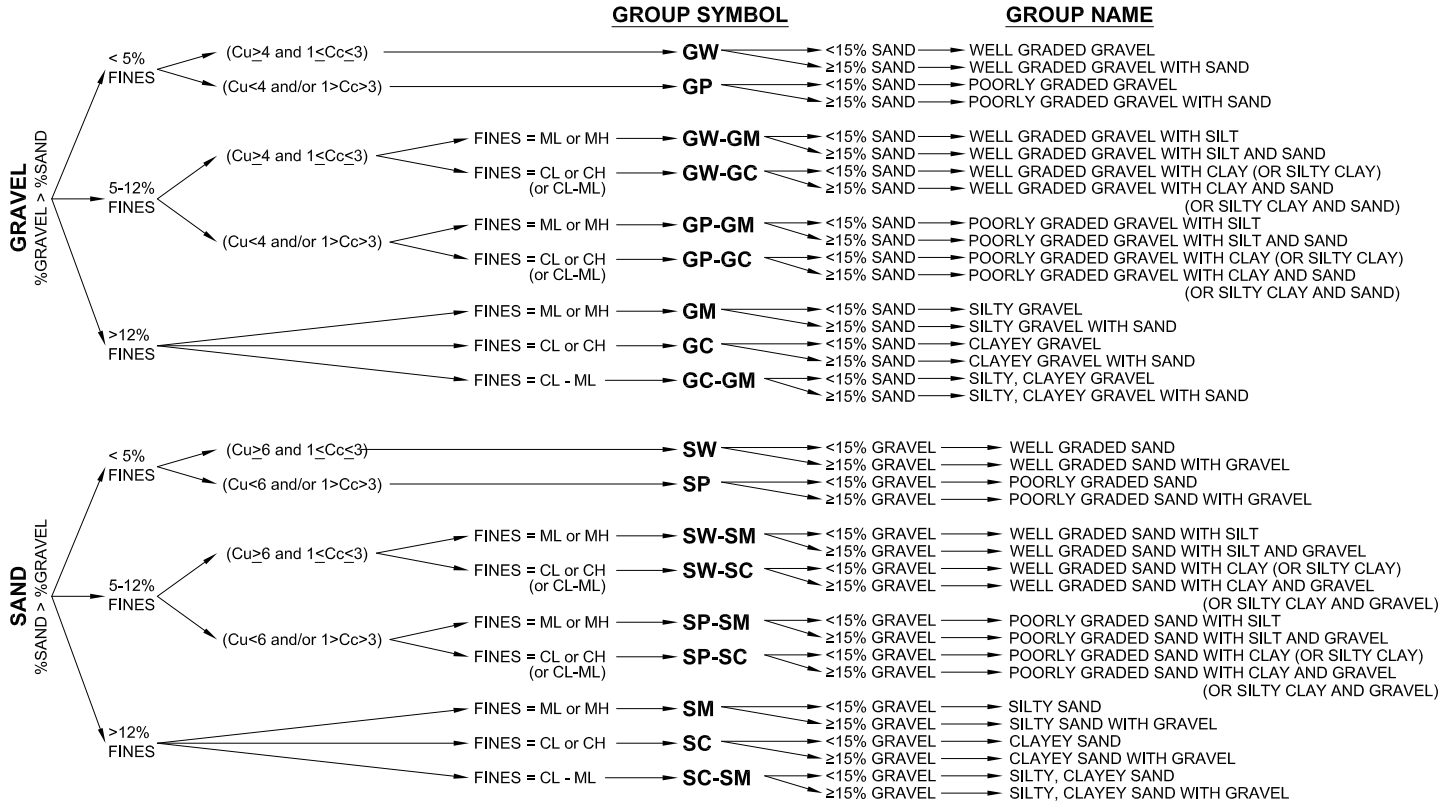 GROUP SYMBOL GROUP NAME
GRAVEL
%GRAVEL > %SAND
< 5%
FINES
(Cu≥4 and 1≤Cc≤3) GW <15% SAND WELL GRADED GRAVEL
≥15% SAND WELL GRADED GRAVEL WITH SAND
(Cu<4 and/or 1>Cc>3) GP <15% SAND POORLY GRADED GRAVEL
≥15% SAND POORLY GRADED GRAVEL WITH SAND
5-12%
FINES
(Cu≥4 and 1≤Cc≤3) FINES = ML or MH GW-GM <15% SAND WELL GRADED GRAVEL WITH SILT
≥15% SAND WELL GRADED GRAVEL WITH SILT AND SAND
FINES = CL or CH GW-GC <15% SAND WELL GRADED GRAVEL WITH CLAY (OR SILTY CLAY)
(or CL-ML) ≥15% SAND WELL GRADED GRAVEL WITH CLAY AND SAND
(OR SILTY CLAY AND SAND)
(Cu<4 and/or 1>Cc>3) FINES = ML or MH GP-GM <15% SAND POORLY GRADED GRAVEL WITH SILT
≥15% SAND POORLY GRADED GRAVEL WITH SILT AND SAND
FINES = CL or CH GP-GC <15% SAND POORLY GRADED GRAVEL WITH CLAY (OR SILTY CLAY)
(or CL-ML) ≥15% SAND POORLY GRADED GRAVEL WITH CLAY AND SAND
(OR SILTY CLAY AND SAND)
>12%
FINES
FINES = ML or MH GM <15% SAND SILTY GRAVEL
≥15% SAND SILTY GRAVEL WITH SAND
FINES = CL or CH GC <15% SAND CLAYEY GRAVEL
≥15% SAND CLAYEY GRAVEL WITH SAND
FINES = CL - ML GC-GM <15% SAND SILTY, CLAYEY GRAVEL
≥15% SAND SILTY, CLAYEY GRAVEL WITH SAND
SAND
%SAND > %GRAVEL
< 5%
FINES
(Cu≥6 and 1≤Cc≤3) SW <15% GRAVEL WELL GRADED SAND
≥15% GRAVEL WELL GRADED SAND WITH GRAVEL
(Cu<6 and/or 1>Cc>3) SP <15% GRAVEL POORLY GRADED SAND
≥15% GRAVEL POORLY GRADED SAND WITH GRAVEL
5-12%
FINES
(Cu≥6 and 1≤Cc≤3) FINES = ML or MH SW-SM <15% GRAVEL WELL GRADED SAND WITH SILT
≥15% GRAVEL WELL GRADED SAND WITH SILT AND GRAVEL
FINES = CL or CH SW-SC <15% GRAVEL WELL GRADED SAND WITH CLAY (OR SILTY CLAY)
(or CL-ML) ≥15% GRAVEL WELL GRADED SAND WITH CLAY AND GRAVEL
(OR SILTY CLAY AND GRAVEL)
(Cu<6 and/or 1>Cc>3) FINES = ML or MH SP-SM <15% GRAVEL POORLY GRADED SAND WITH SILT
≥15% GRAVEL POORLY GRADED SAND WITH SILT AND GRAVEL
FINES = CL or CH SP-SC <15% GRAVEL POORLY GRADED SAND WITH CLAY (OR SILTY CLAY)
(or CL-ML) ≥15% GRAVEL POORLY GRADED SAND WITH CLAY AND GRAVEL
(OR SILTY CLAY AND GRAVEL)
>12%
FINES
FINES = ML or MH SM <15% GRAVEL SILTY SAND
≥15% GRAVEL SILTY SAND WITH GRAVEL
FINES = CL or CH SC <15% GRAVEL CLAYEY SAND
≥15% GRAVEL CLAYEY SAND WITH GRAVEL
FINES = CL - ML SC-SM <15% GRAVEL SILTY, CLAYEY SAND
≥15% GRAVEL SILTY, CLAYEY SAND WITH GRAVEL